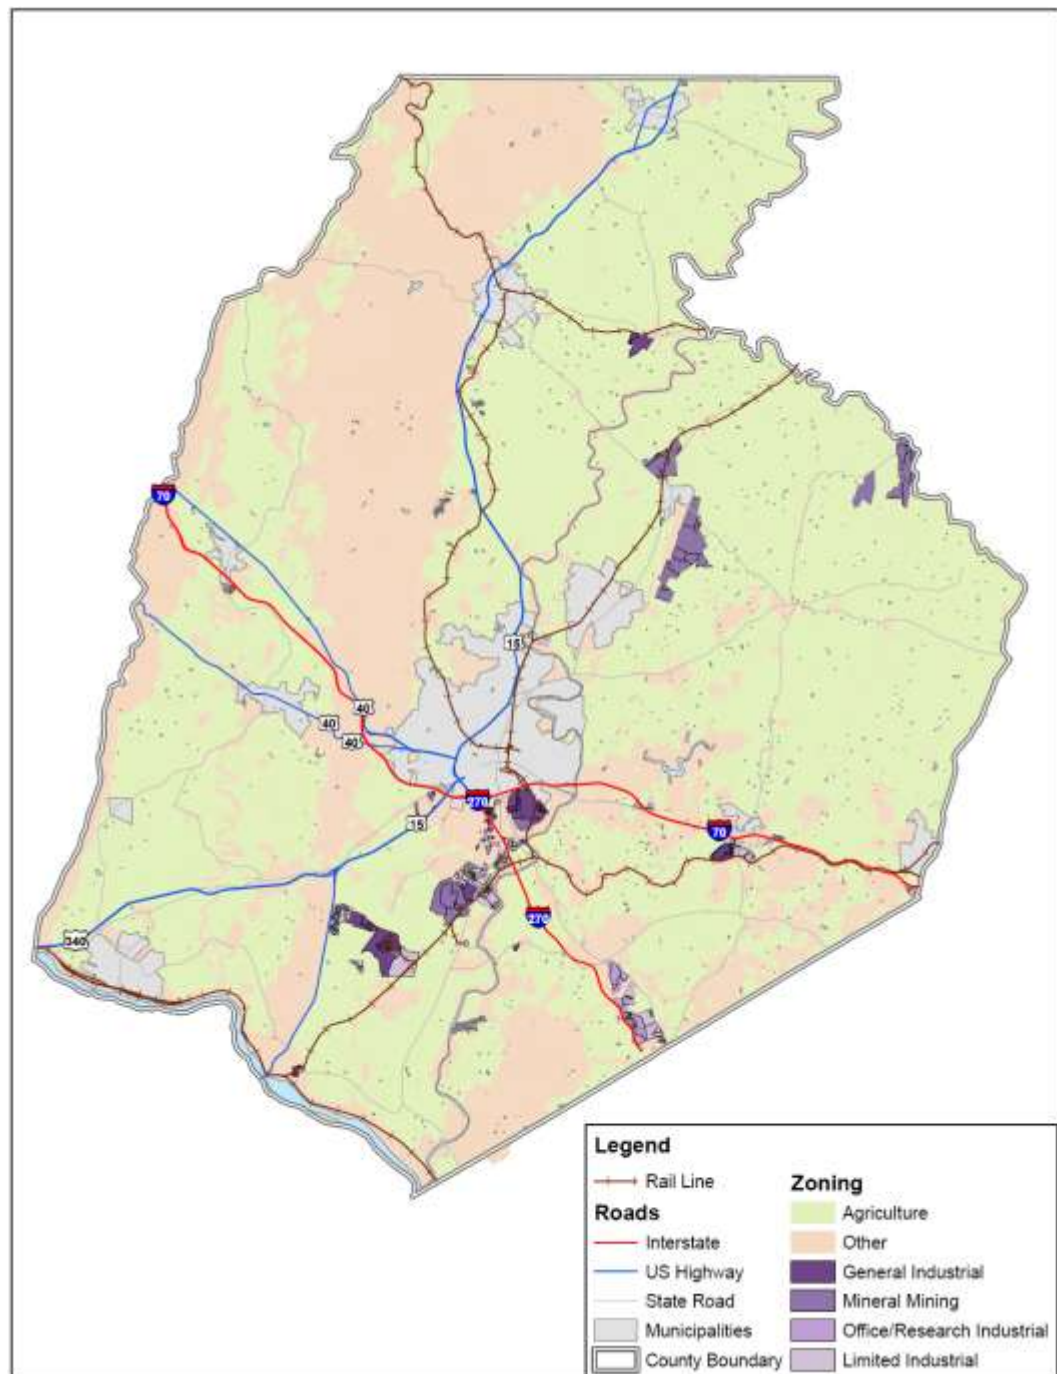 70
15
40
40
40
270
15
70
270
340
Legend
Rail Line
Roads
Interstate
US Highway
State Road
Municipalities
County Boundary
Zoning
Agriculture
Other
General Industrial
Mineral Mining
Office/Research Industrial
Limited Industrial